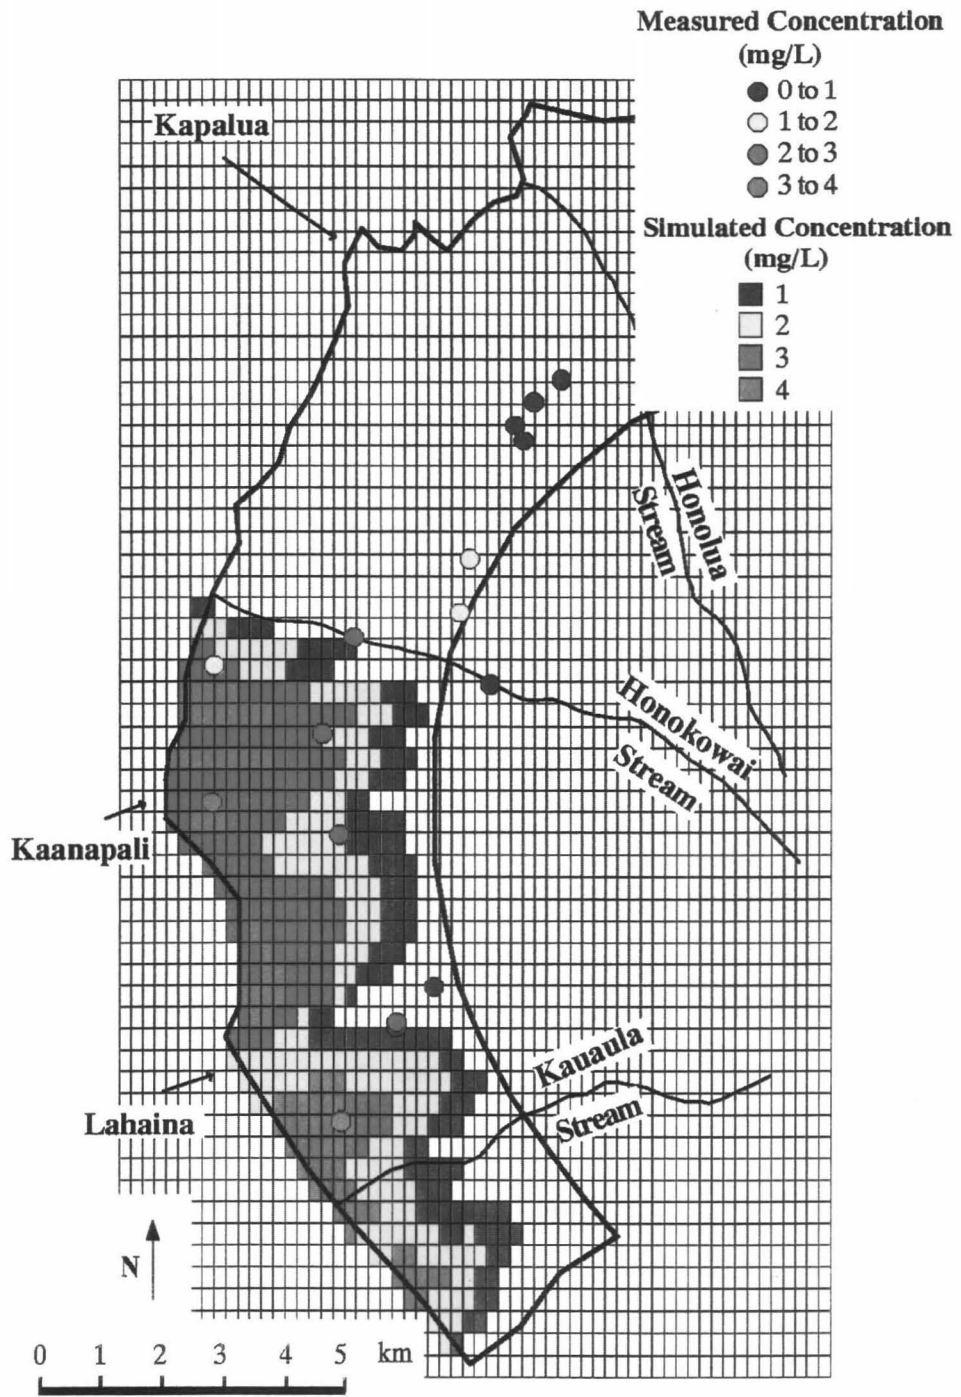 Measured Concentration
(mg/L)
0 to 1
1 to 2
2 to 3
3 to 4
Simulated Concentration
(mg/L)
1
2
3
4
Kapalua
Honolua
Stream
Honokowai
Stream
Kaanapali
Kauaula
Stream
Lahaina
N
0 1 2 3 4 5 km